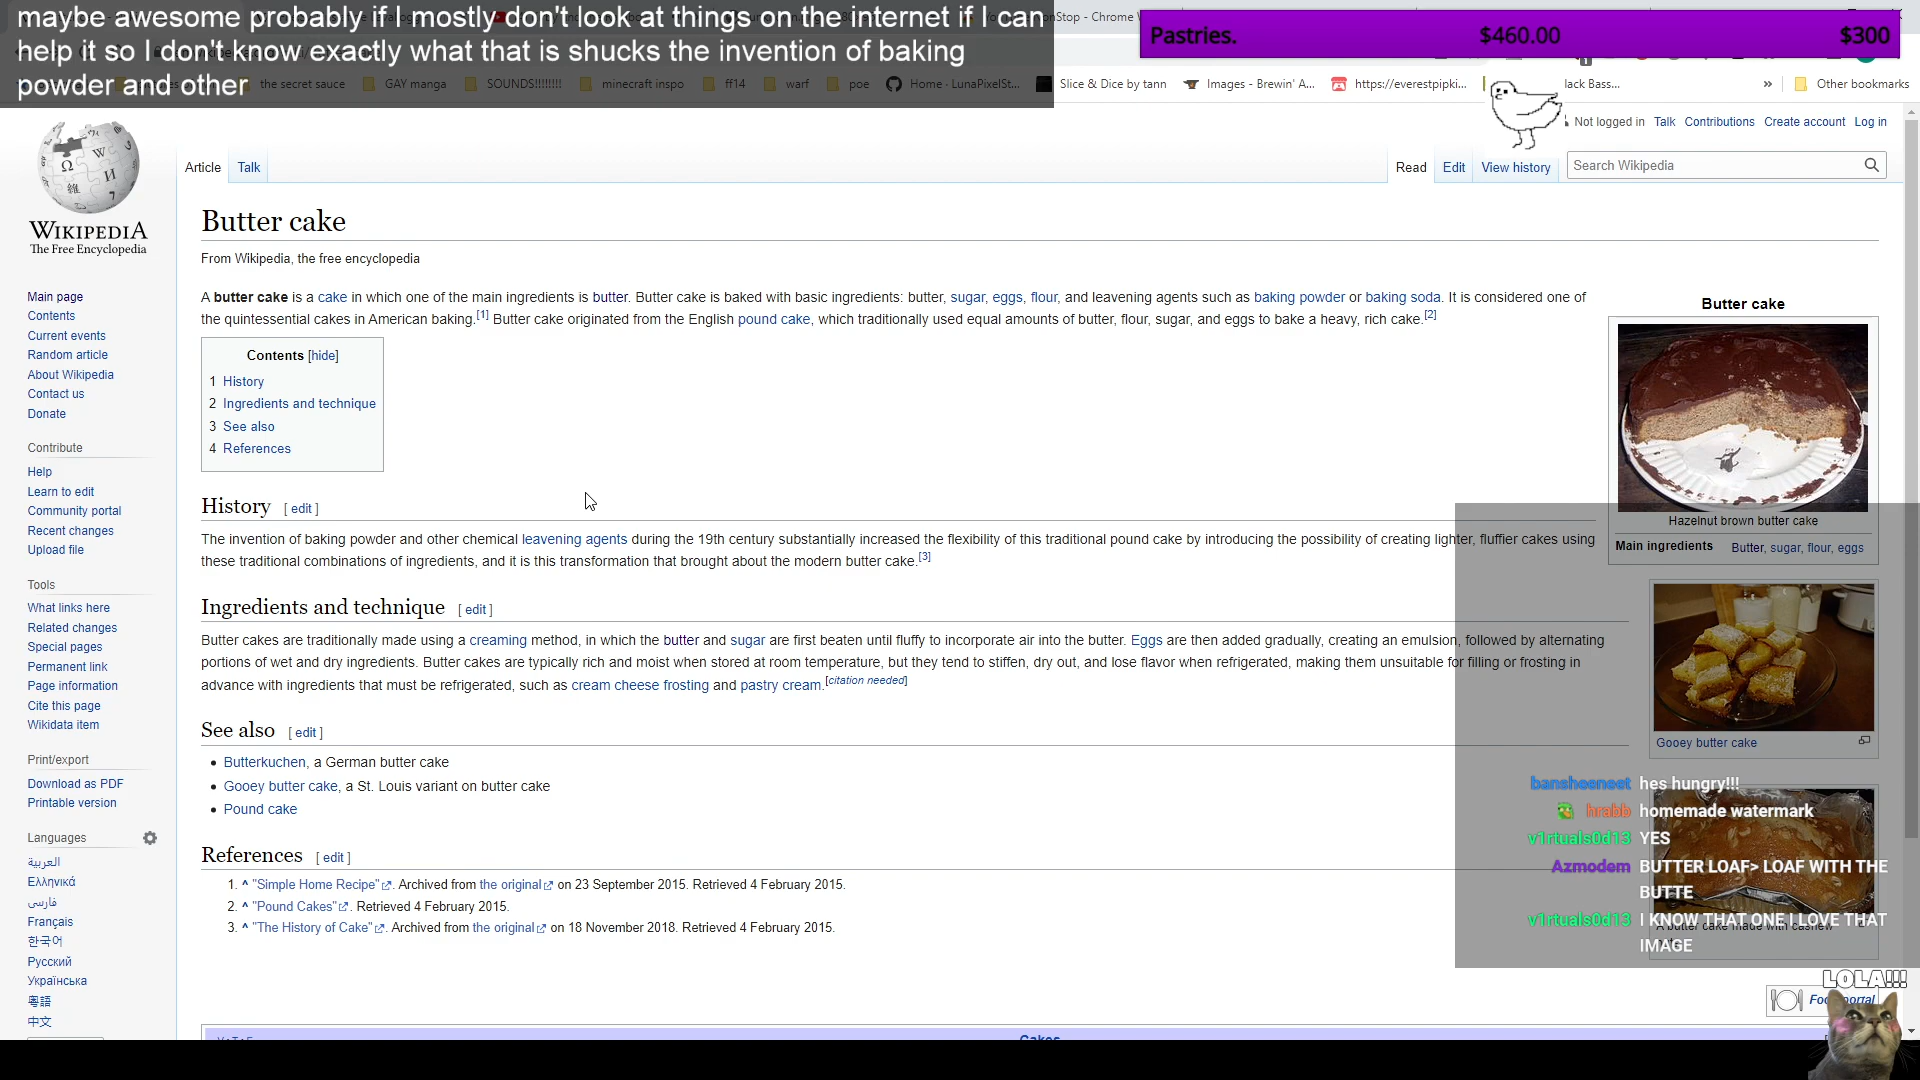 maybe awesome probably if I mostly don't look at things on the internet if I can
help it so I don't know exactly what that is shucks the invention of baking
powder and other
Pastries. $460.00 $300
the secret sauce GAY manga SOUNDS!!!!!!!! minecraft inspo ff14 warf poe Home - LunaPixelSt... Slice & Dice by tann Images - Brewin' A... https://everestpipki... lack Bass... » Other bookmarks
Not logged in Talk Contributions Create account Log in
Article Talk Read Edit View history Search Wikipedia
WIKIPEDIA
The Free Encyclopedia
Main page
Contents
Current events
Random article
About Wikipedia
Contact us
Donate
Contribute
Help
Learn to edit
Community portal
Recent changes
Upload file
Tools
What links here
Related changes
Special pages
Permanent link
Page information
Cite this page
Wikidata item
Print/export
Download as PDF
Printable version
Languages
العربية
Ελληνικά
فارسی
Français
한국어
Русский
Українська
粵語
中文
Butter cake
From Wikipedia, the free encyclopedia
A butter cake is a cake in which one of the main ingredients is butter. Butter cake is baked with basic ingredients: butter, sugar, eggs, flour, and leavening agents such as baking powder or baking soda. It is considered one of
the quintessential cakes in American baking.[1] Butter cake originated from the English pound cake, which traditionally used equal amounts of butter, flour, sugar, and eggs to bake a heavy, rich cake.[2]
Contents [hide]
1 History
2 Ingredients and technique
3 See also
4 References
History [ edit ]
The invention of baking powder and other chemical leavening agents during the 19th century substantially increased the flexibility of this traditional pound cake by introducing the possibility of creating lighter, fluffier cakes using
these traditional combinations of ingredients, and it is this transformation that brought about the modern butter cake.[3]
Ingredients and technique [ edit ]
Butter cakes are traditionally made using a creaming method, in which the butter and sugar are first beaten until fluffy to incorporate air into the butter. Eggs are then added gradually, creating an emulsion, followed by alternating
portions of wet and dry ingredients. Butter cakes are typically rich and moist when stored at room temperature, but they tend to stiffen, dry out, and lose flavor when refrigerated, making them unsuitable for filling or frosting in
advance with ingredients that must be refrigerated, such as cream cheese frosting and pastry cream.[citation needed]
See also [ edit ]
• Butterkuchen, a German butter cake
• Gooey butter cake, a St. Louis variant on butter cake
• Pound cake
References [ edit ]
1. ^ "Simple Home Recipe". Archived from the original on 23 September 2015. Retrieved 4 February 2015.
2. ^ "Pound Cakes". Retrieved 4 February 2015.
3. ^ "The History of Cake". Archived from the original on 18 November 2018. Retrieved 4 February 2015.
Butter cake
Hazelnut brown butter cake
Main ingredients Butter, sugar, flour, eggs
Gooey butter cake
bansheeneet hes hungry!!!
hrabb homemade watermark
v1rtuals0d13 YES
Azmodem BUTTER LOAF> LOAF WITH THE
BUTTE
v1rtuals0d13 I KNOW THAT ONE I LOVE THAT
IMAGE
A butter cake made with cashew
LOLA!!!
Food portal
Cakes